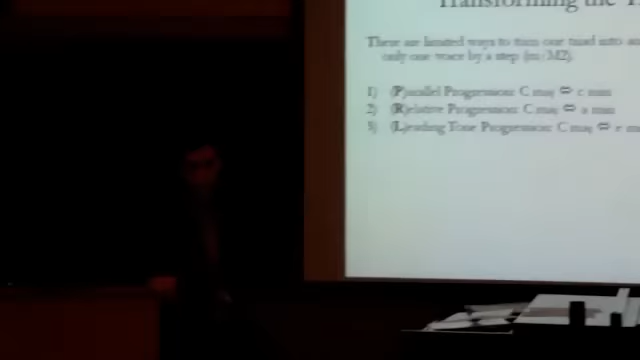 Transforming the
There are limited ways to turn one triad into
only one voice by a step (m/M2).
1) (P)arallel Progression: C maj ⇔ c min
2) (R)elative Progression: C maj ⇔ a min
3) (L)eading Tone Progression: C maj ⇔ e